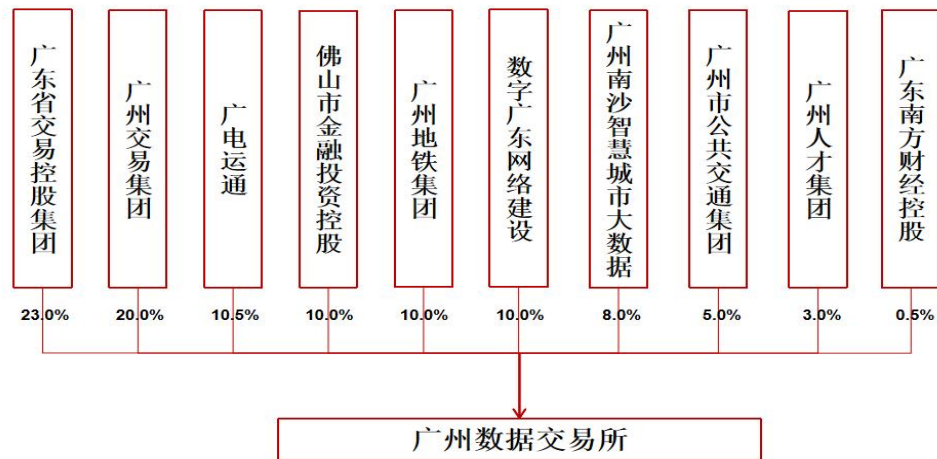 广东省交易控股集团
广州交易集团
广电运通
佛山市金融投资控股
广州地铁集团
数字广东网络建设
广州南沙智慧城市大数据
广州市公共交通集团
广州人才集团
广东南方财经控股
23.0%
20.0%
10.5%
10.0%
10.0%
10.0%
8.0%
5.0%
3.0%
0.5%
广州数据交易所